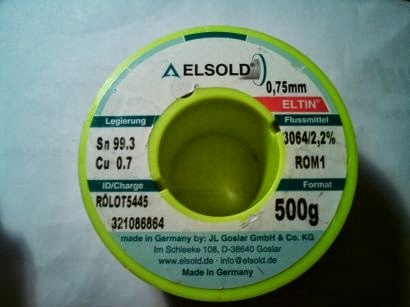 ELSOLD®
0,75mm
ELTIN®
Legierung
Flussmittel
Sn 99.3
3064/2,2%
Cu 0.7
ROM1
ID/Charge
Format
RÖLOT5445
500g
321086864
made in Germany by: JL Goslar GmbH & Co. KG
Im Schleeke 108, D-38640 Goslar
www.elsold.de · info@elsold.de
Made in Germany